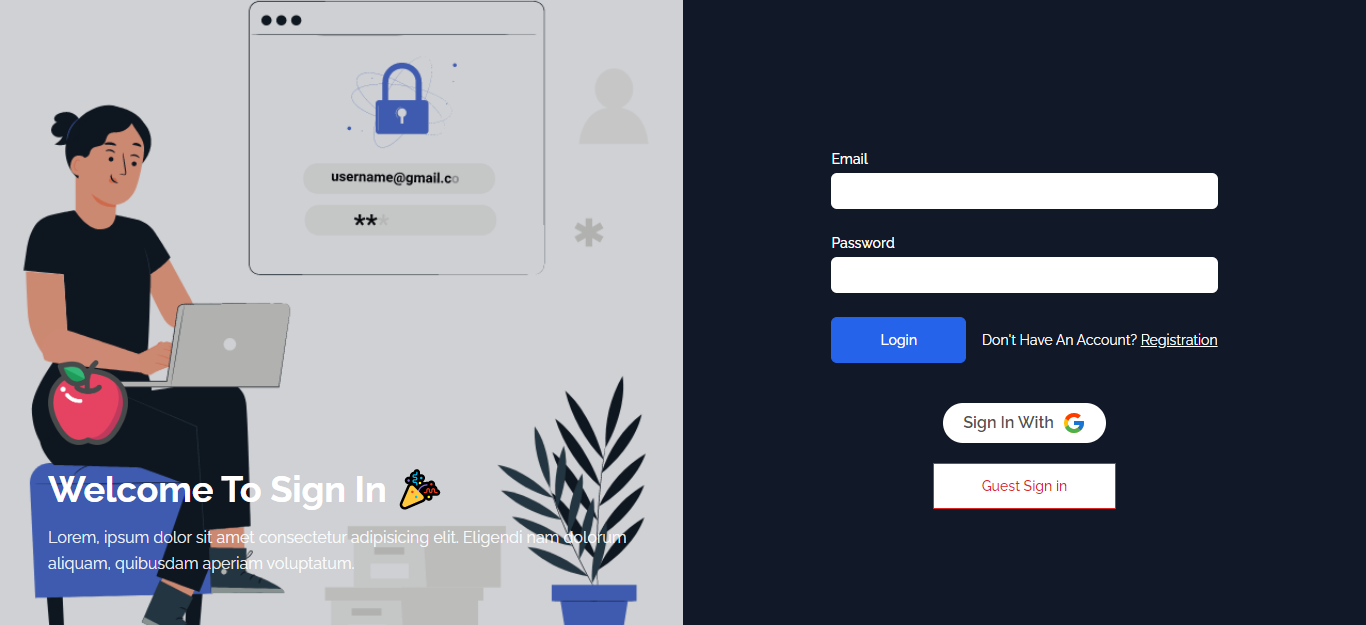 username@gmail.co
***
Welcome To Sign In 🎉
Lorem, ipsum dolor sit amet consectetur adipisicing elit. Eligendi nam dolorum
aliquam, quibusdam aperiam voluptatum.
Email
Password
Login Don't Have An Account? Registration
Sign In With G
Guest Sign in